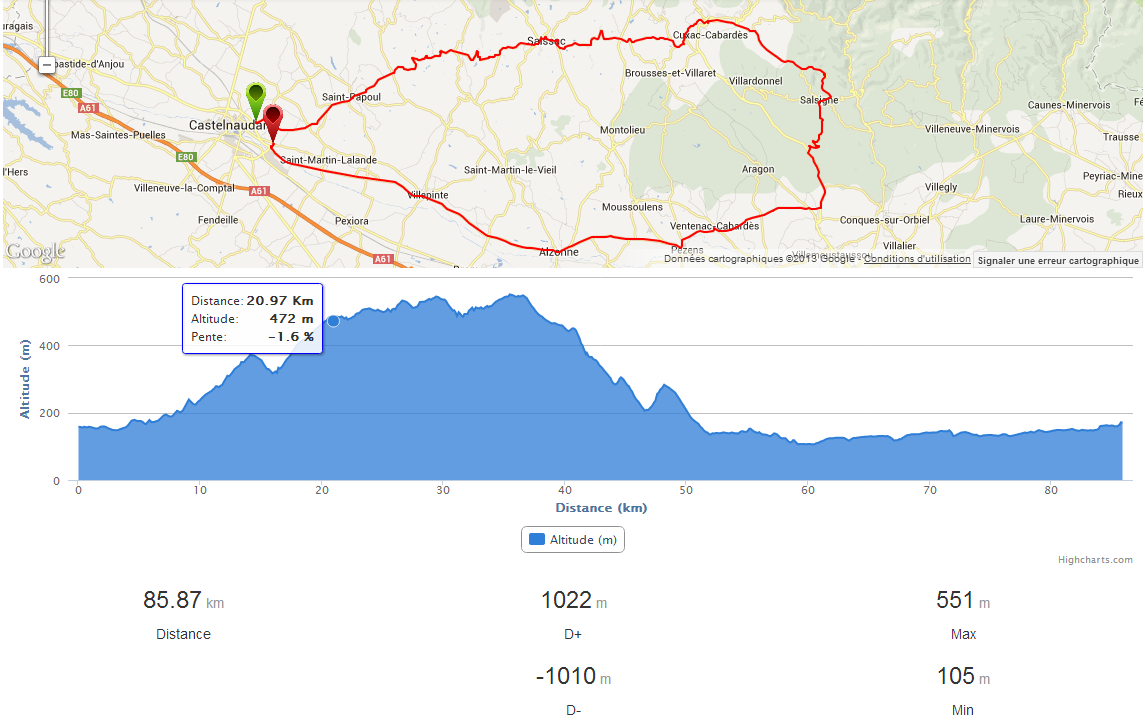 uragais
Saissac
Cuxac-Cabardès
bastide-d'Anjou
Brousses-et-Villaret
Villardonnel
E80
A61
Saint-Papoul
Salsigne
Caunes-Minervois
Castelnaudar
Montolieu
Villeneuve-Minervois
Mas-Saintes-Puelles
Trausse
E80
Saint-Martin-Lalande
l'Hers
Saint-Martin-le-Vieil
Aragon
Peyriac-Mine
Villeneuve-la-Comptal
A61
Villepinte
Villegly
Rieux
Moussoulens
Fendeille
Pexiora
Ventenac-Cabardès
Conques-sur-Orbiel
Laure-Minervois
Villalier
Google
A61
Alzonne
Pezens
Villemoustaussou
Données cartographiques ©2013 Google - Conditions d'utilisation
Signaler une erreur cartographique
600
400
200
0
Altitude (m)
Distance: 20.97 Km
Altitude: 472 m
Pente: -1.6 %
0 10 20 30 40 50 60 70 80
Distance (km)
Altitude (m)
Highcharts.com
85.87 km
Distance
1022 m
D+
551 m
Max
-1010 m
D-
105 m
Min